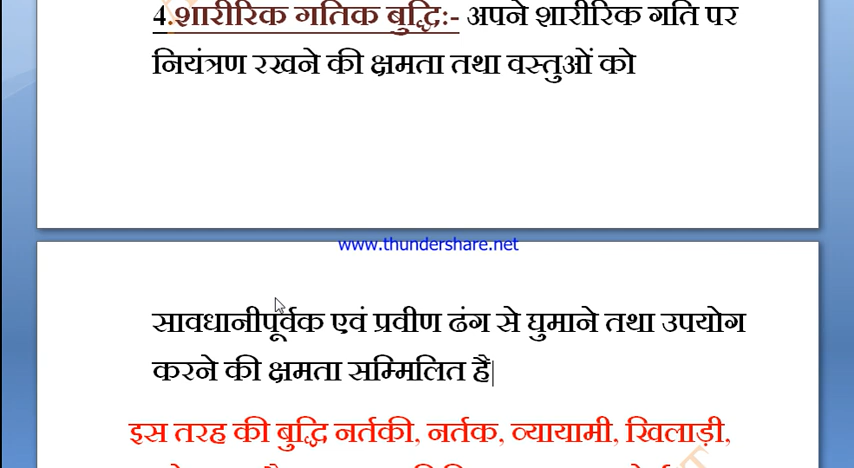 4.शारीरिक गतिक बुद्धिः- अपने शारीरिक गति पर
नियंत्रण रखने की क्षमता तथा वस्तुओं को
www.thundershare.net
सावधानीपूर्वक एवं प्रवीण ढंग से घुमाने तथा उपयोग
करने की क्षमता सम्मिलित है|
इस तरह की बुद्धि नर्तकी, नर्तक, व्यायामी, खिलाड़ी,